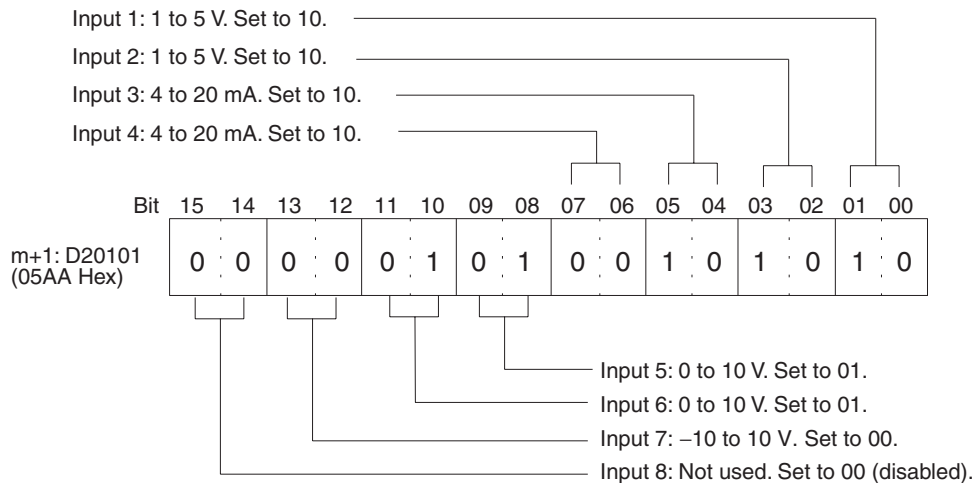 Input 1: 1 to 5 V. Set to 10.
Input 2: 1 to 5 V. Set to 10.
Input 3: 4 to 20 mA. Set to 10.
Input 4: 4 to 20 mA. Set to 10.
Bit 15 14 13 12 11 10 09 08 07 06 05 04 03 02 01 00
m+1: D20101
(05AA Hex)
0 0 0 0 0 1 0 1 0 0 1 0 1 0 1 0
Input 5: 0 to 10 V. Set to 01.
Input 6: 0 to 10 V. Set to 01.
Input 7: –10 to 10 V. Set to 00.
Input 8: Not used. Set to 00 (disabled).